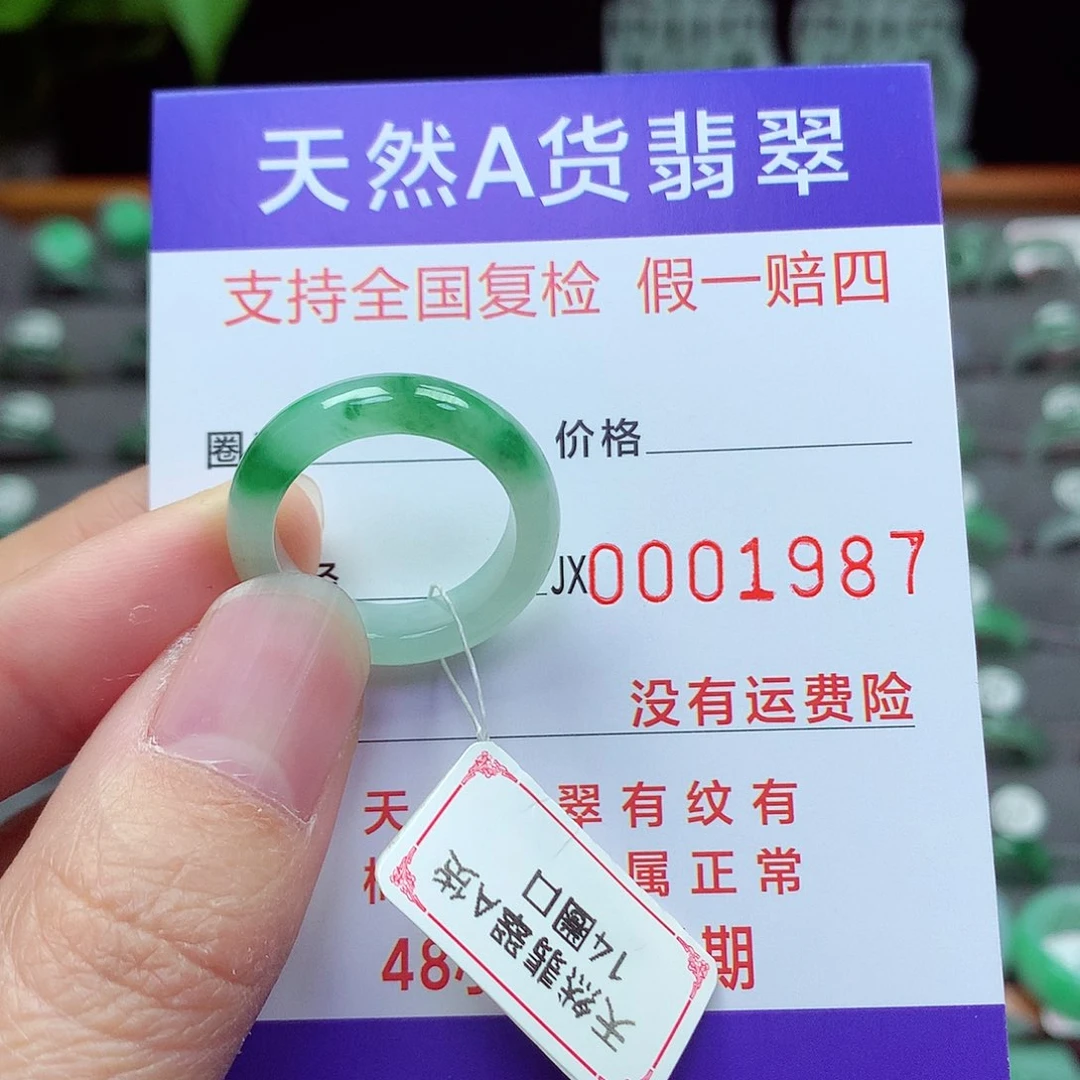 天然A货翡翠
支持全国复检 假一赔四
圈
价格
JX0001987
没有运费险
天 翠有纹有
属正常
48 期
天然翡翠A货
14圈口